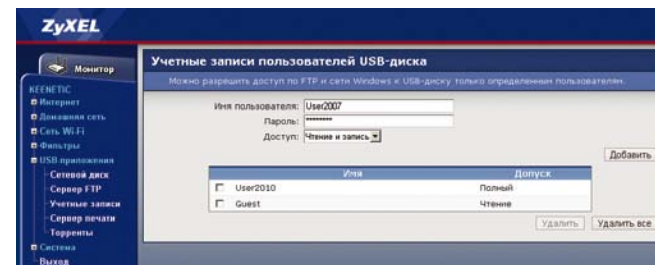 ZyXEL
Монитор
KEENETIC
Интернет
Домашняя сеть
Сеть Wi-Fi
Фильтры
USB приложения
Сетевой диск
Сервер FTP
Учетные записи
Сервер печати
Торренты
Система
Выход
Учетные записи пользователей USB-диска
Можно разрешить доступ по FTP и сети Windows к USB-диску только определенным пользователям.
Имя пользователя: User2007
Пароль: ********
Доступ: Чтение и запись
Добавить
Имя Допуск
User2010 Полный
Guest Чтение
Удалить Удалить все